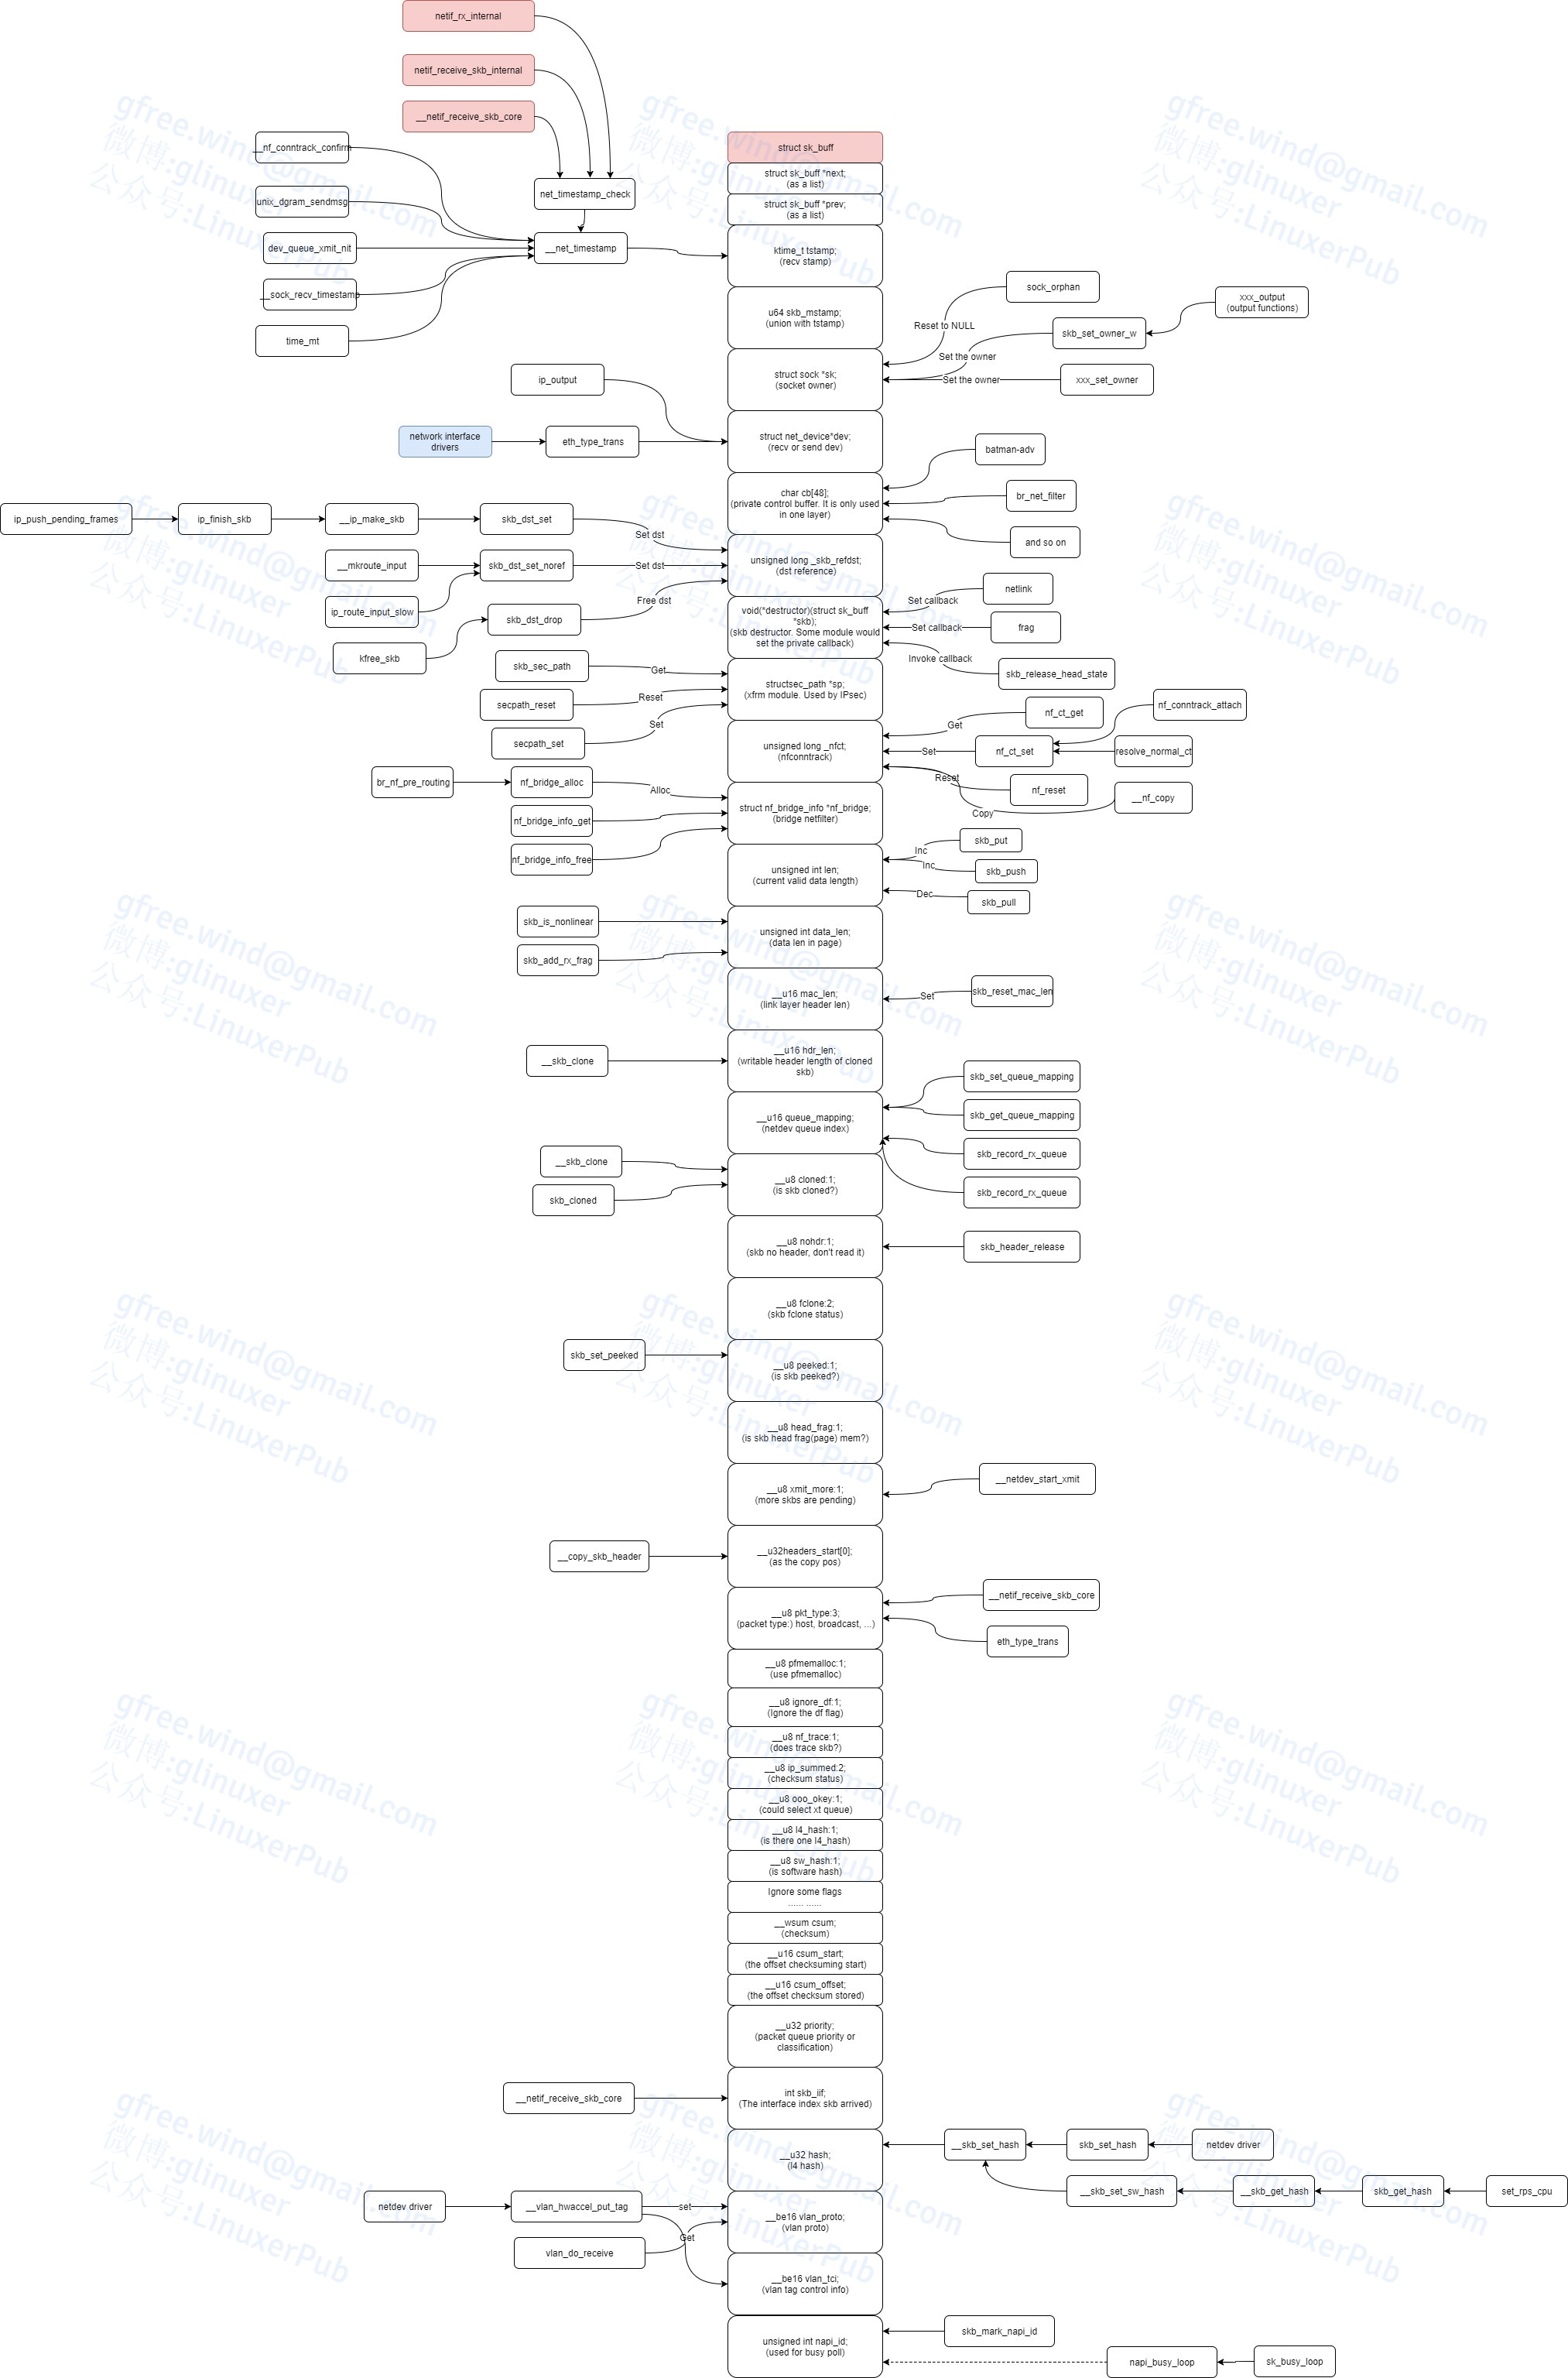 netif_rx_internal
netif_receive_skb_internal
__netif_receive_skb_core
__nf_conntrack_confirm
unix_dgram_sendmsg
dev_queue_xmit_nit
__sock_recv_timestamp
time_mt
net_timestamp_check
__net_timestamp
struct sk_buff
struct sk_buff *next;
(as a list)
struct sk_buff *prev;
(as a list)
ktime_t tstamp;
(recv stamp)
u64 skb_mstamp;
(union with tstamp)
sock_orphan
xxx_output
(output functions)
Reset to NULL
skb_set_owner_w
Set the owner
struct sock *sk;
(socket owner)
Set the owner
xxx_set_owner
ip_output
network interface
drivers
eth_type_trans
struct net_device*dev;
(recv or send dev)
batman-adv
char cb[48];
(private control buffer. It is only used
in one layer)
br_net_filter
and so on
ip_push_pending_frames
ip_finish_skb
__ip_make_skb
skb_dst_set
Set dst
__mkroute_input
skb_dst_set_noref
Set dst
unsigned long _skb_refdst;
(dst reference)
ip_route_input_slow
skb_dst_drop
Free dst
kfree_skb
netlink
Set callback
void(*destructor)(struct sk_buff
*skb);
(skb destructor. Some module would
set the private callback)
Set callback
frag
Invoke callback
skb_release_head_state
skb_sec_path
Get
secpath_reset
Reset
secpath_set
Set
structsec_path *sp;
(xfrm module. Used by IPsec)
nf_ct_get
Get
nf_conntrack_attach
unsigned long _nfct;
(nfconntrack)
Set
nf_ct_set
resolve_normal_ct
Reset
nf_reset
Copy
__nf_copy
br_nf_pre_routing
nf_bridge_alloc
Alloc
nf_bridge_info_get
nf_bridge_info_free
struct nf_bridge_info *nf_bridge;
(bridge netfilter)
unsigned int len;
(current valid data length)
Inc
skb_put
Inc
skb_push
Dec
skb_pull
skb_is_nonlinear
skb_add_rx_frag
unsigned int data_len;
(data len in page)
__u16 mac_len;
(link layer header len)
Set
skb_reset_mac_len
__skb_clone
__u16 hdr_len;
(writable header length of cloned
skb)
__u16 queue_mapping;
(netdev queue index)
skb_set_queue_mapping
skb_get_queue_mapping
skb_record_rx_queue
skb_record_rx_queue
__skb_clone
skb_cloned
__u8 cloned:1;
(is skb cloned?)
__u8 nohdr:1;
(skb no header, don't read it)
skb_header_release
__u8 fclone:2;
(skb fclone status)
skb_set_peeked
__u8 peeked:1;
(is skb peeked?)
__u8 head_frag:1;
(is skb head frag(page) mem?)
__u8 xmit_more:1;
(more skbs are pending)
__netdev_start_xmit
__copy_skb_header
__u32headers_start[0];
(as the copy pos)
__u8 pkt_type:3;
(packet type:) host, broadcast, ...)
__netif_receive_skb_core
eth_type_trans
__u8 pfmemalloc:1;
(use pfmemalloc)
__u8 ignore_df:1;
(Ignore the df flag)
__u8 nf_trace:1;
(does trace skb?)
__u8 ip_summed:2;
(checksum status)
__u8 ooo_okey:1;
(could select xt queue)
__u8 l4_hash:1;
(is there one l4_hash)
__u8 sw_hash:1;
(is software hash)
Ignore some flags
...... ......
__wsum csum;
(checksum)
__u16 csum_start;
(the offset checksuming start)
__u16 csum_offset;
(the offset checksum stored)
__u32 priority;
(packet queue priority or
classification)
__netif_receive_skb_core
int skb_iif;
(The interface index skb arrived)
__u32 hash;
(l4 hash)
__skb_set_hash
skb_set_hash
netdev driver
__skb_set_sw_hash
__skb_get_hash
skb_get_hash
set_rps_cpu
netdev driver
__vlan_hwaccel_put_tag
set
vlan_do_receive
Get
__be16 vlan_proto;
(vlan proto)
__be16 vlan_tci;
(vlan tag control info)
unsigned int napi_id;
(used for busy poll)
skb_mark_napi_id
napi_busy_loop
sk_busy_loop
gfree.wind@gmail.com
微博:glinuxer
公众号:LinuxerPub